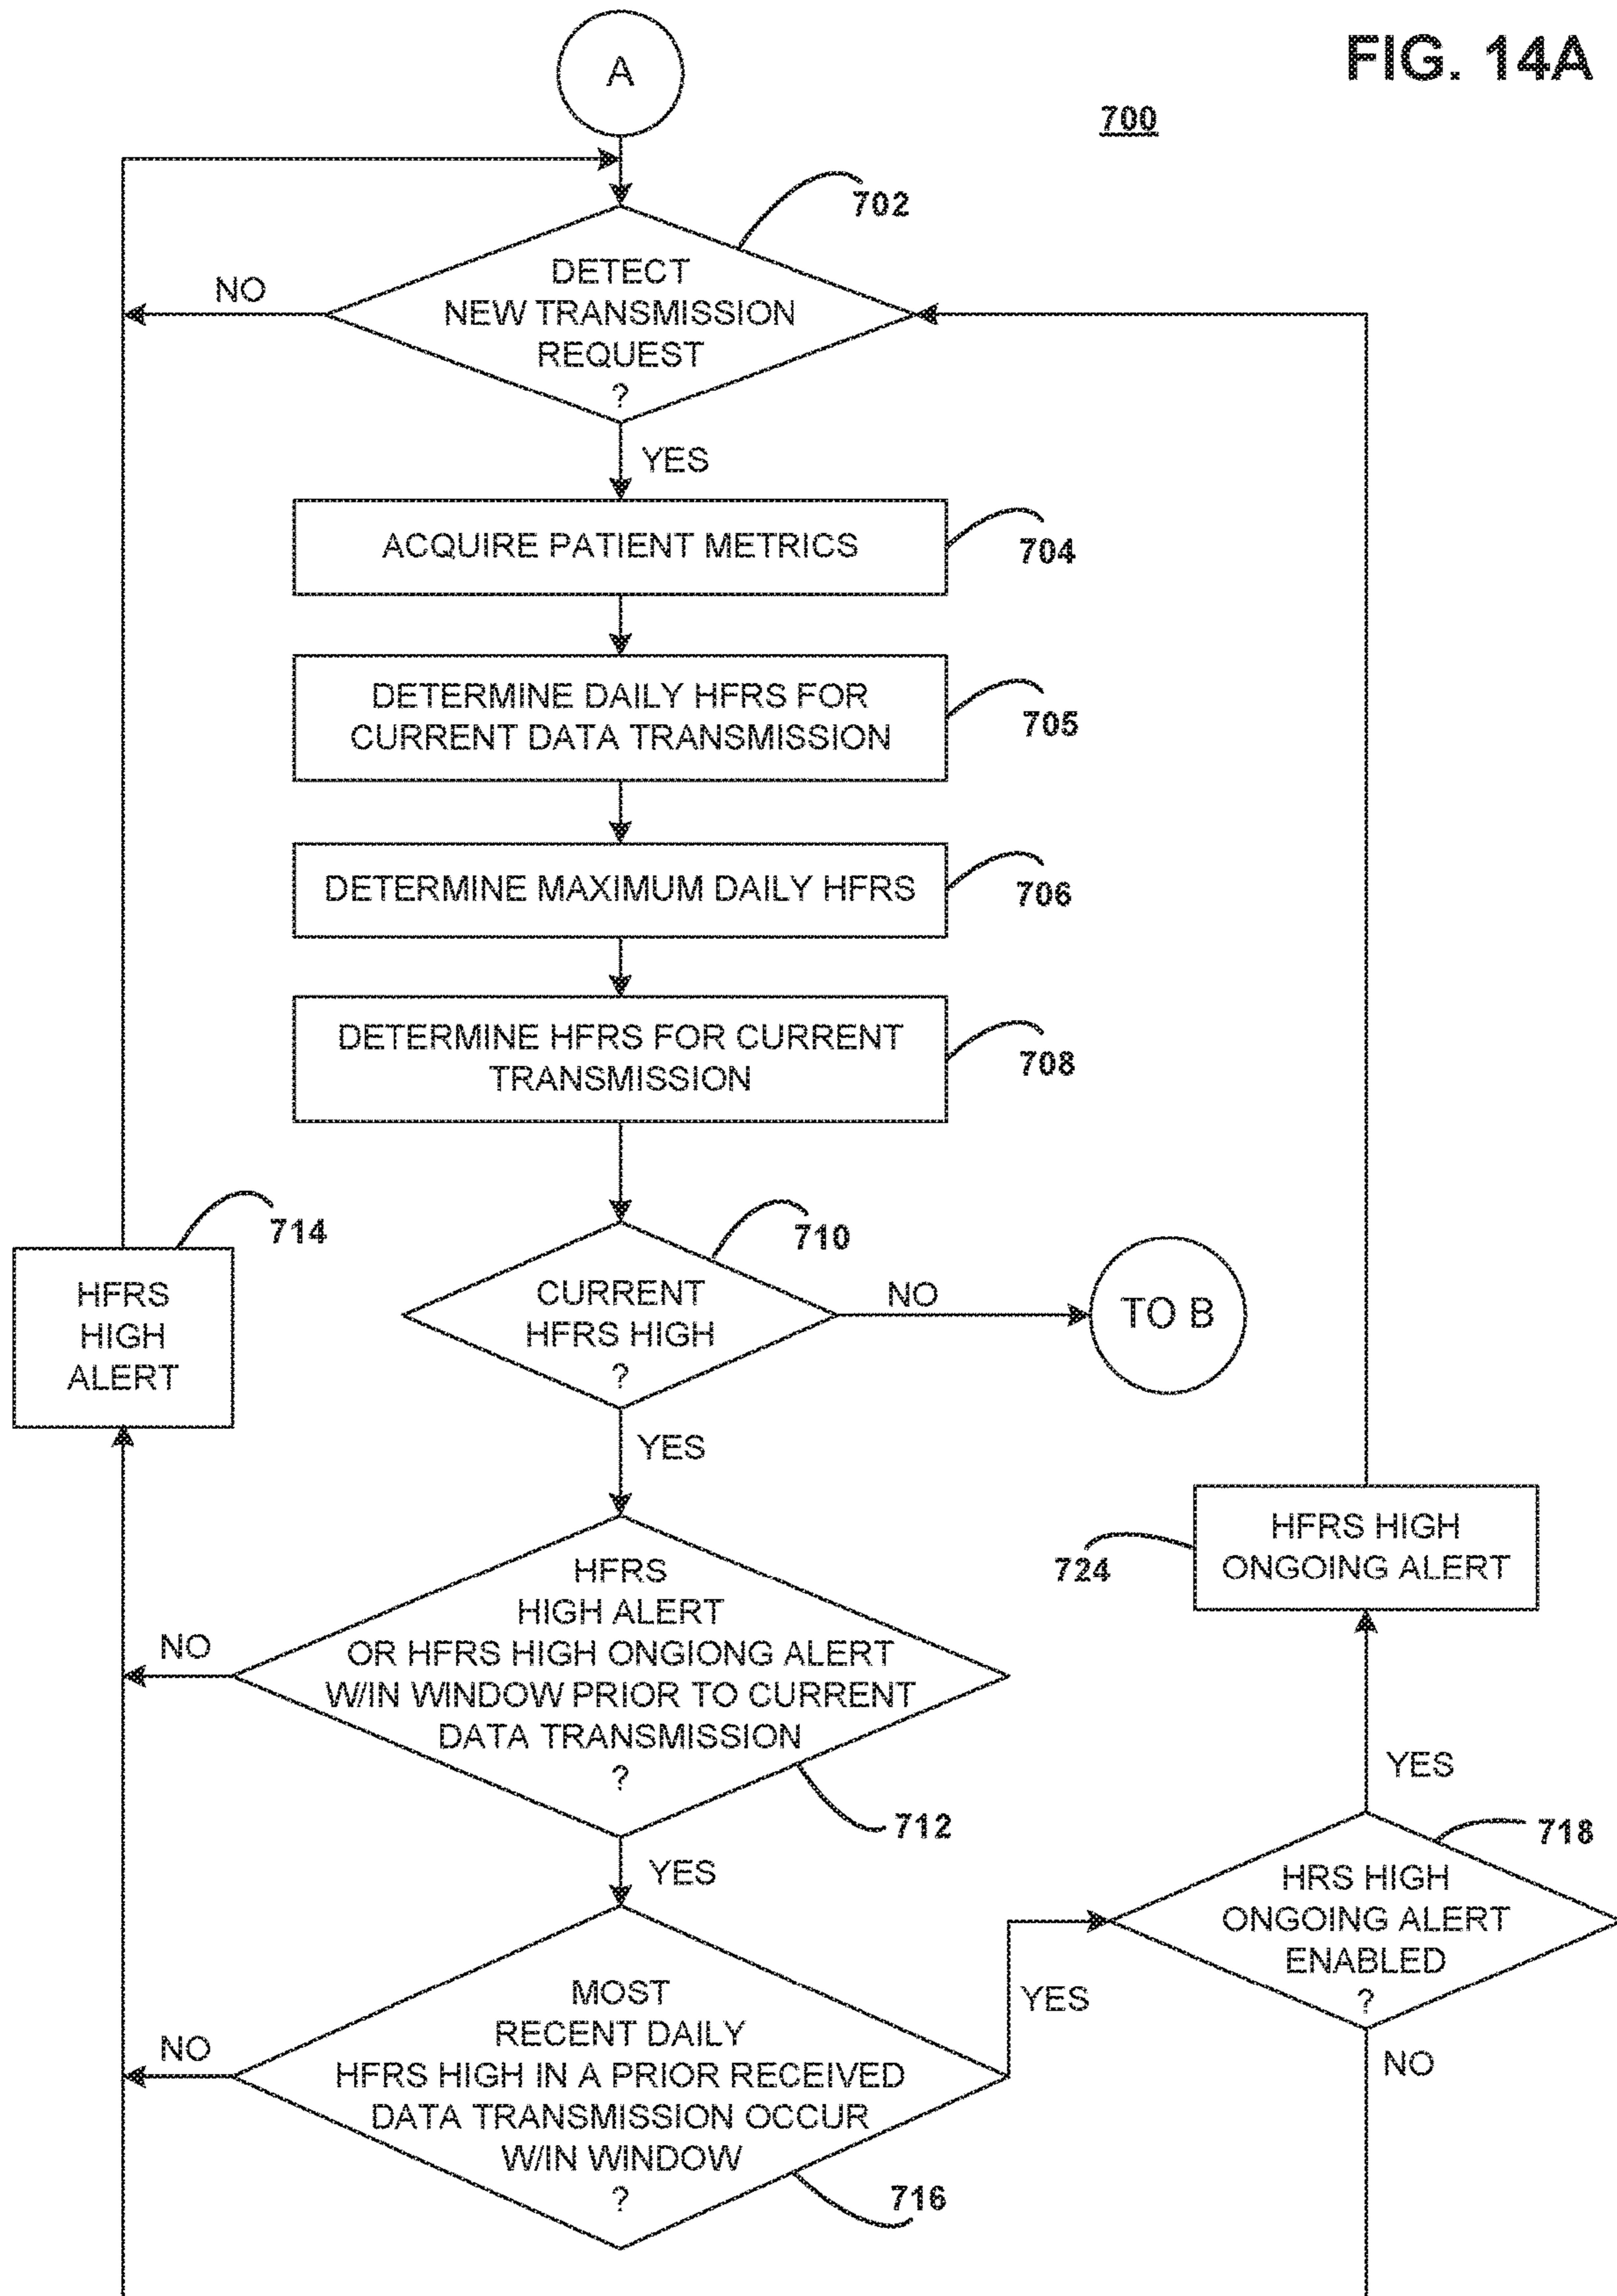 FIG. 14A
A
700
702
DETECT
NEW TRANSMISSION
REQUEST
?
NO
YES
ACQUIRE PATIENT METRICS
704
DETERMINE DAILY HFRS FOR
CURRENT DATA TRANSMISSION
705
DETERMINE MAXIMUM DAILY HFRS
706
DETERMINE HFRS FOR CURRENT
TRANSMISSION
708
714
HFRS
HIGH
ALERT
710
CURRENT
HFRS HIGH
?
NO
TO B
YES
HFRS
HIGH ALERT
OR HFRS HIGH ONGIONG ALERT
W/IN WINDOW PRIOR TO CURRENT
DATA TRANSMISSION
?
NO
712
YES
724
HFRS HIGH
ONGOING ALERT
YES
718
HRS HIGH
ONGOING ALERT
ENABLED
?
NO
MOST
RECENT DAILY
HFRS HIGH IN A PRIOR RECEIVED
DATA TRANSMISSION OCCUR
W/IN WINDOW
?
NO
YES
716